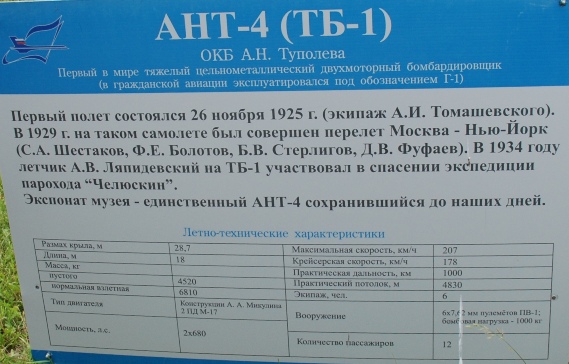 АНТ-4 (ТБ-1)
ОКБ А.Н. Туполева
Первый в мире тяжелый цельнометаллический двухмоторный бомбардировщик
(в гражданской авиации эксплуатировался под обозначением Г-1)
Первый полет состоялся 26 ноября 1925 г. (экипаж А.И. Томашевского).
В 1929 г. на таком самолете был совершен перелет Москва - Нью-Йорк
(С.А. Шестаков, Ф.Е. Болотов, Б.В. Стерлигов, Д.В. Фуфаев). В 1934 году
летчик А.В. Ляпидевский на ТБ-1 участвовал в спасении экспедиции
парохода “Челюскин”.
Экспонат музея - единственный АНТ-4 сохранившийся до наших дней.
Летно-технические характеристики
Размах крыла, м 28,7 Максимальная скорость, км/ч 207
Длина, м 18 Крейсерская скорость, км/ч 178
Масса, кг Практическая дальность, км 1000
пустого 4520 Практический потолок, м 4830
нормальная взлетная 6810 Экипаж, чел. 6
Тип двигателя Конструкции А. А. Микулина
2 ПД М-17
Вооружение 6х7,62 мм пулемётов ПВ-1;
бомбовая нагрузка - 1000 кг
Мощность, л.с. 2х680 Количество пассажиров 12